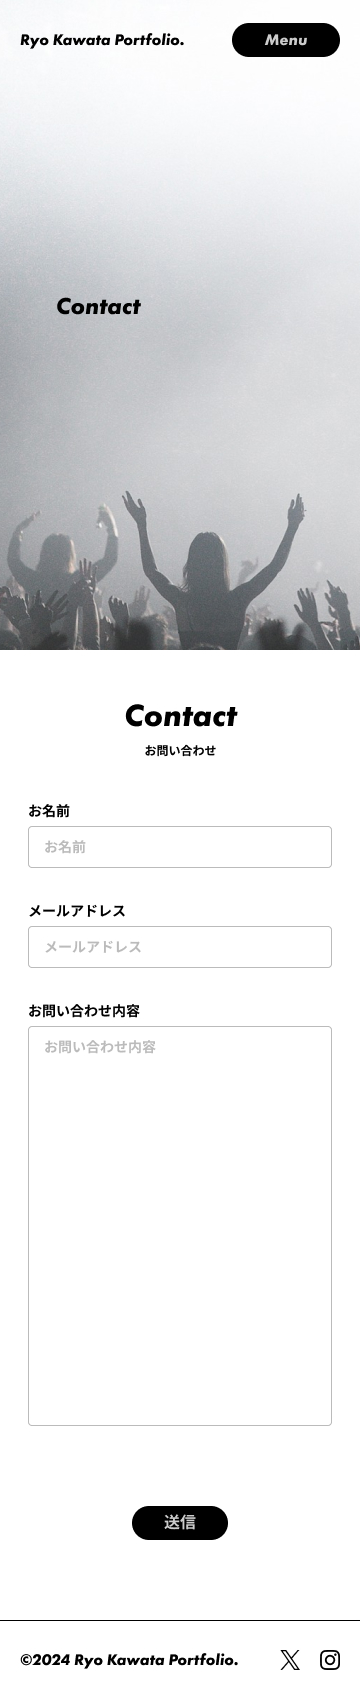 Ryo Kawata Portfolio.
Menu
Contact
Contact
お問い合わせ
お名前
お名前
メールアドレス
メールアドレス
お問い合わせ内容
お問い合わせ内容
送信
©2024 Ryo Kawata Portfolio.